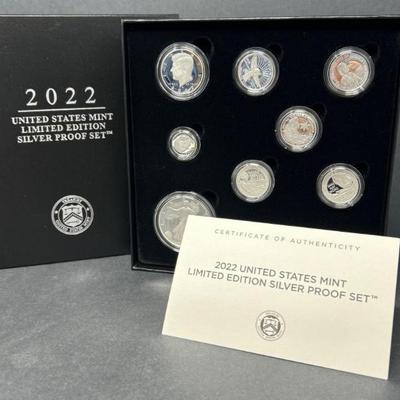 2022
UNITED STATES MINT
LIMITED EDITION
SILVER PROOF SET™
CERTIFICATE OF AUTHENTICITY
2022 UNITED STATES MINT
LIMITED EDITION SILVER PROOF SET™